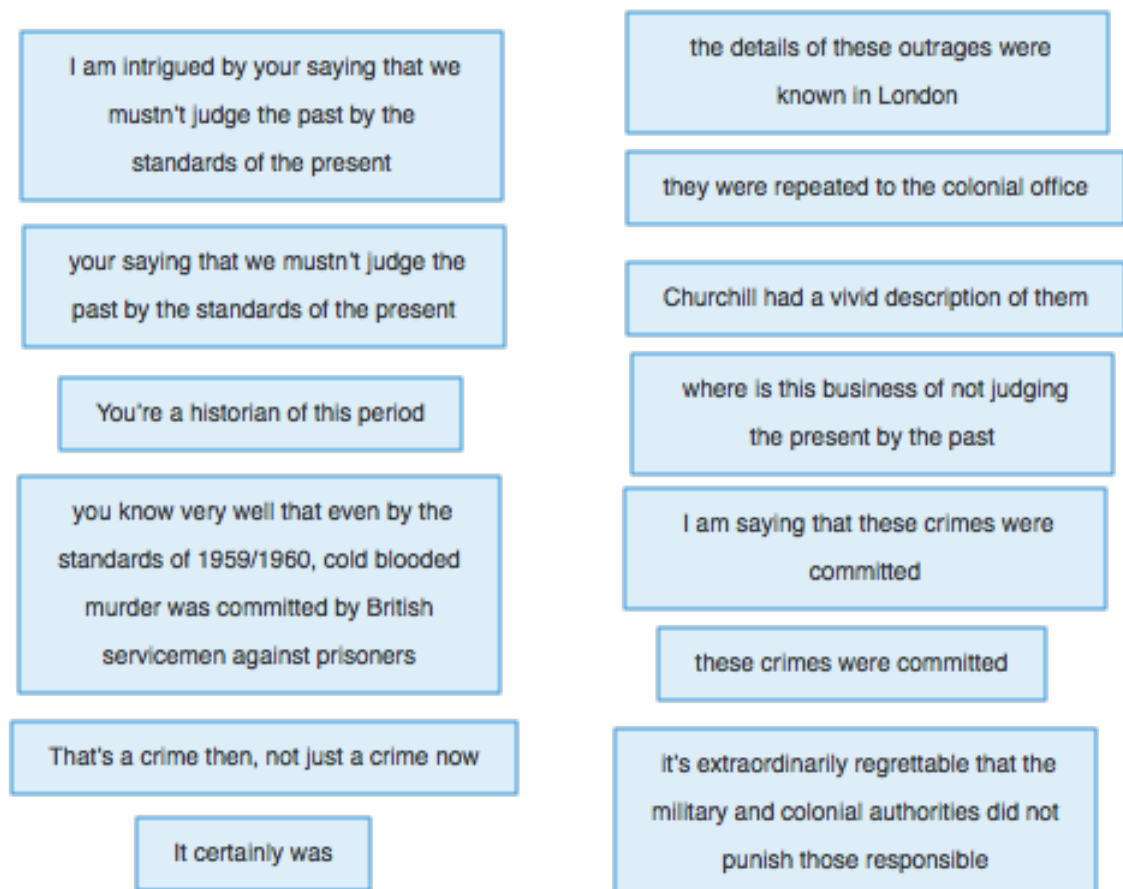 I am intrigued by your saying that we
mustn't judge the past by the
standards of the present
your saying that we mustn't judge the
past by the standards of the present
You're a historian of this period
you know very well that even by the
standards of 1959/1960, cold blooded
murder was committed by British
servicemen against prisoners
That's a crime then, not just a crime now
It certainly was
the details of these outrages were
known in London
they were repeated to the colonial office
Churchill had a vivid description of them
where is this business of not judging
the present by the past
I am saying that these crimes were
committed
these crimes were committed
it's extraordinarily regrettable that the
military and colonial authorities did not
punish those responsible